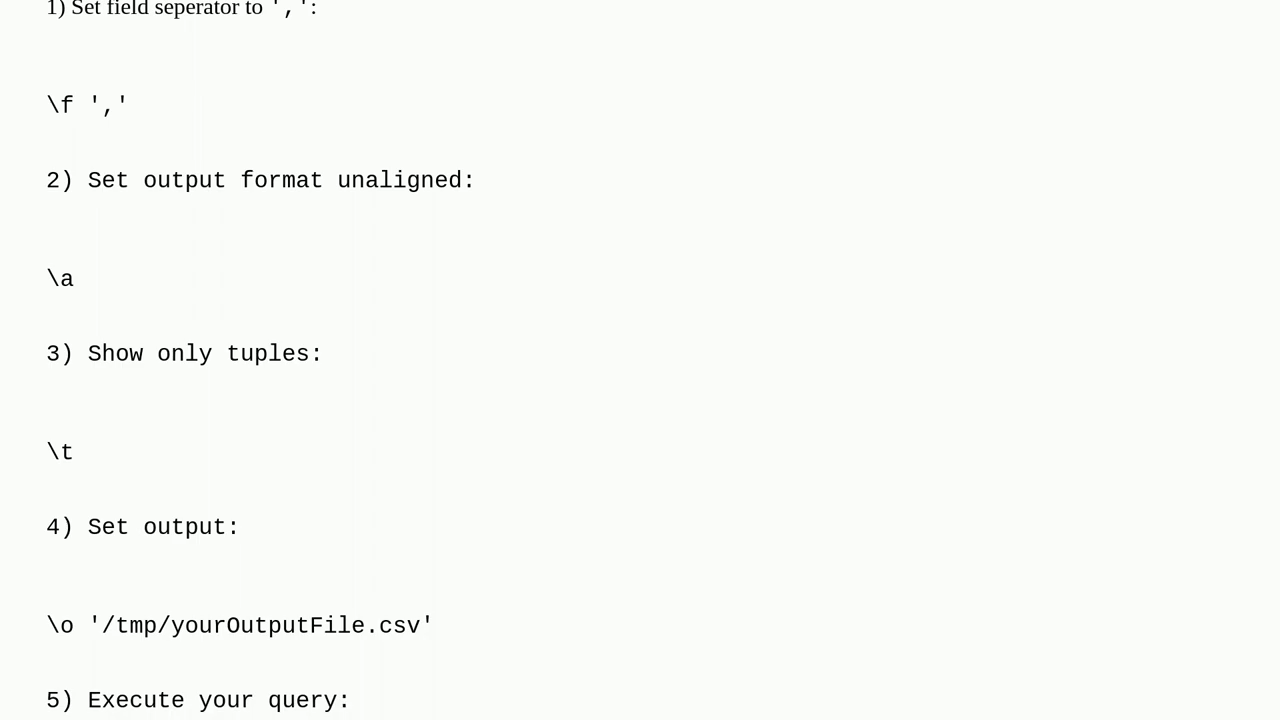 1) Set field seperator to ',':
\f ','
2) Set output format unaligned:
\a
3) Show only tuples:
\t
4) Set output:
\o '/tmp/yourOutputFile.csv'
5) Execute your query: